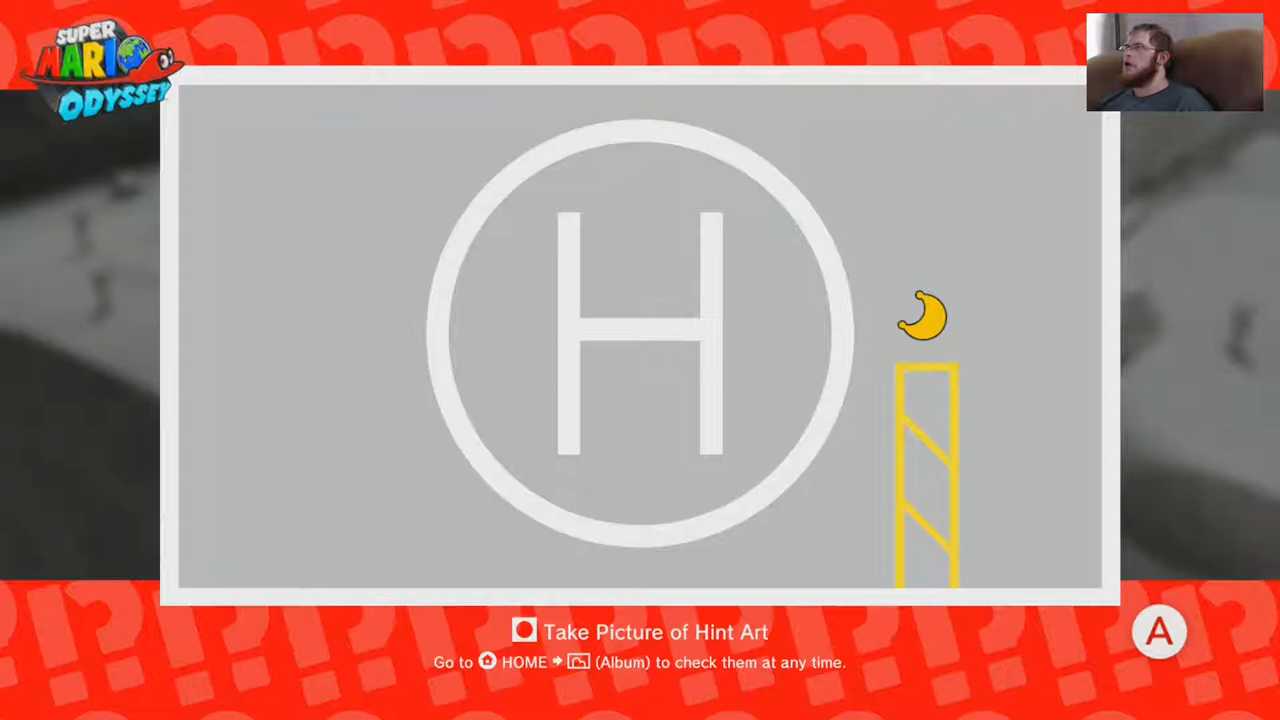 SUPER
MARIO
ODYSSEY
H
Take Picture of Hint Art
A
Go to HOME (Album) to check them at any time.